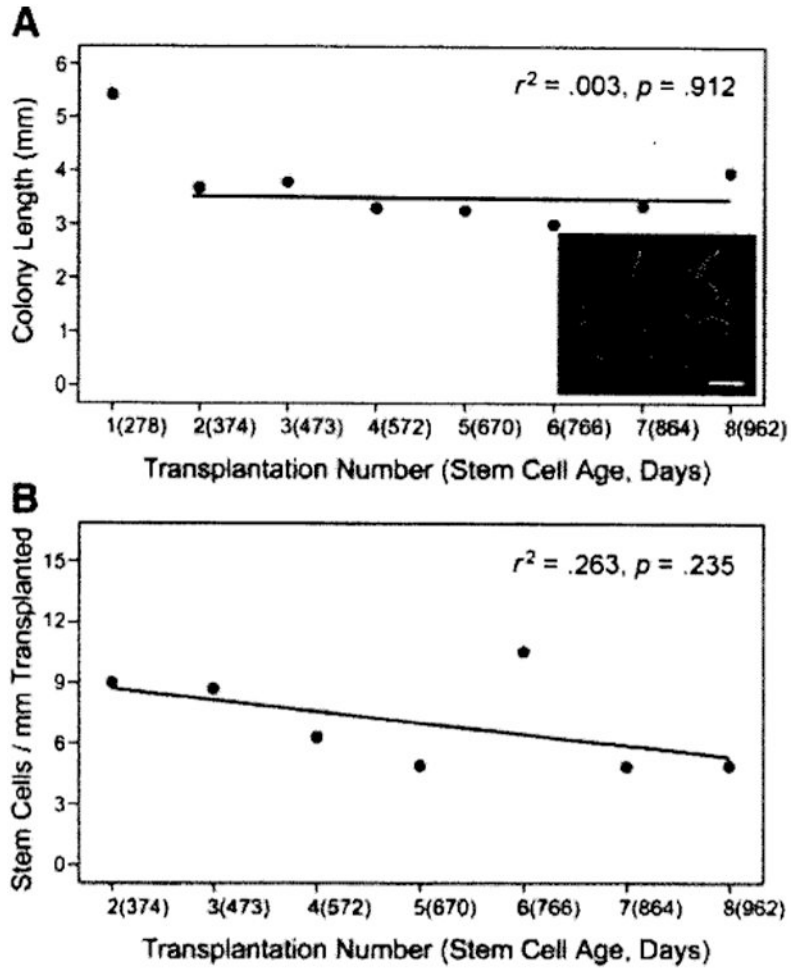 A
6
5
4
3
2
1
0
Colony Length (mm)
r² = .003, p = .912
1(278) 2(374) 3(473) 4(572) 5(670) 6(766) 7(864) 8(962)
Transplantation Number (Stem Cell Age, Days)
B
15
12
9
6
3
0
Stem Cells / mm Transplanted
r² = .263, p = .235
2(374) 3(473) 4(572) 5(670) 6(766) 7(864) 8(962)
Transplantation Number (Stem Cell Age, Days)